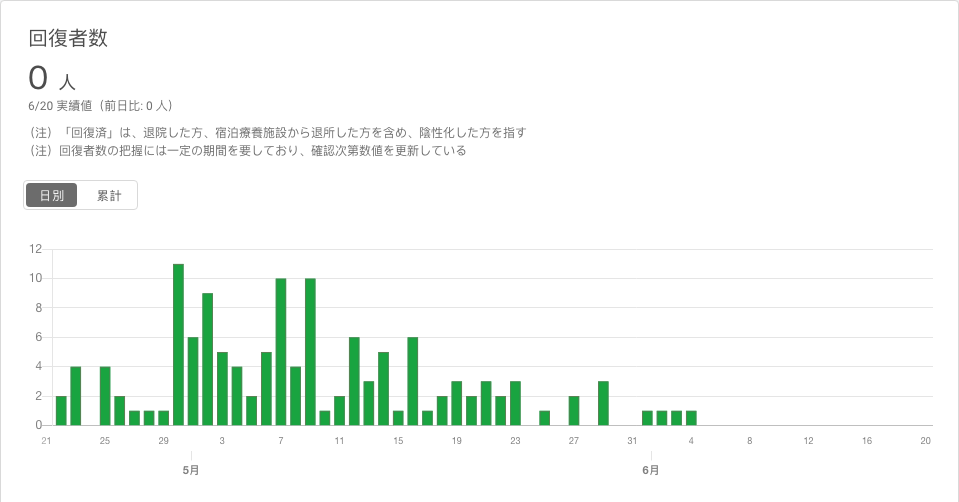 回復者数
0 人
6/20 実績値（前日比: 0 人）
（注）「回復済」は、退院した方、宿泊療養施設から退所した方を含め、陰性化した方を指す
（注）回復者数の把握には一定の期間を要しており、確認次第数値を更新している
日別 累計
12
10
8
6
4
2
0
21 25 29 3 7 11 15 19 23 27 31 4 8 12 16 20
5月 6月